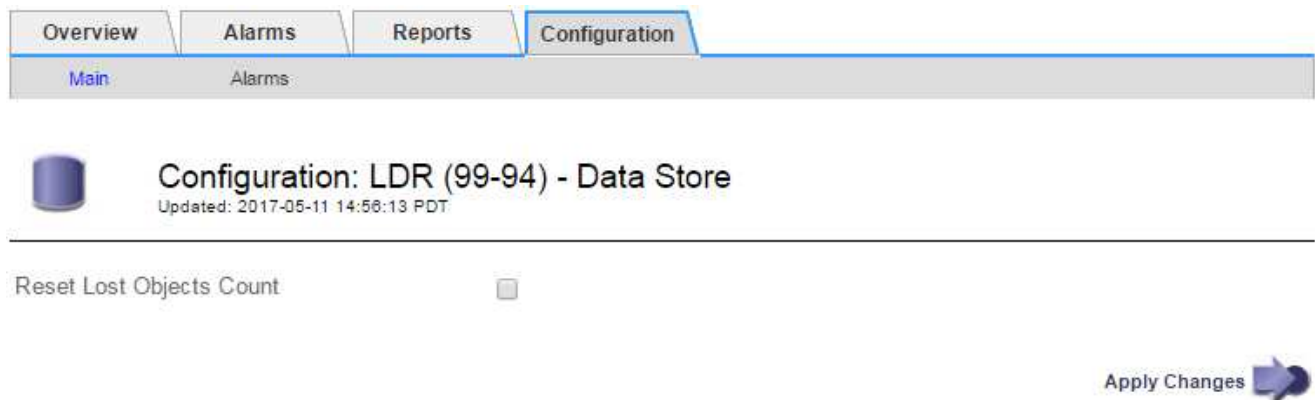 Overview Alarms Reports Configuration
Main Alarms
Configuration: LDR (99-94) - Data Store
Updated: 2017-05-11 14:56:13 PDT
Reset Lost Objects Count
Apply Changes